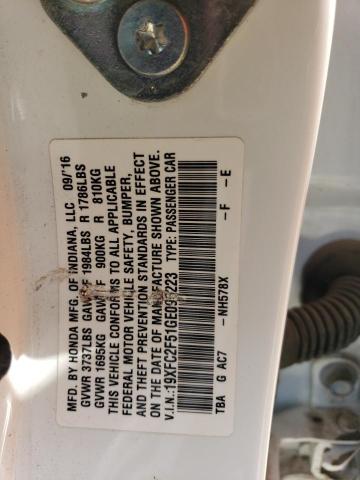 MFD. BY HONDA MFG. OF INDIANA, LLC 09/'16
GVWR 3737LBS GAWR F 1984LBS R 1786LBS
GVWR 1695KG GAWR F 900KG R 810KG
THIS VEHICLE CONFORMS TO ALL APPLICABLE
FEDERAL MOTOR VEHICLE SAFETY, BUMPER,
AND THEFT PREVENTION STANDARDS IN EFFECT
ON THE DATE OF MANUFACTURE SHOWN ABOVE.
V.I.N.: TYPE: PASSENGER CAR
TBA G AC7 -NH578X -F -E